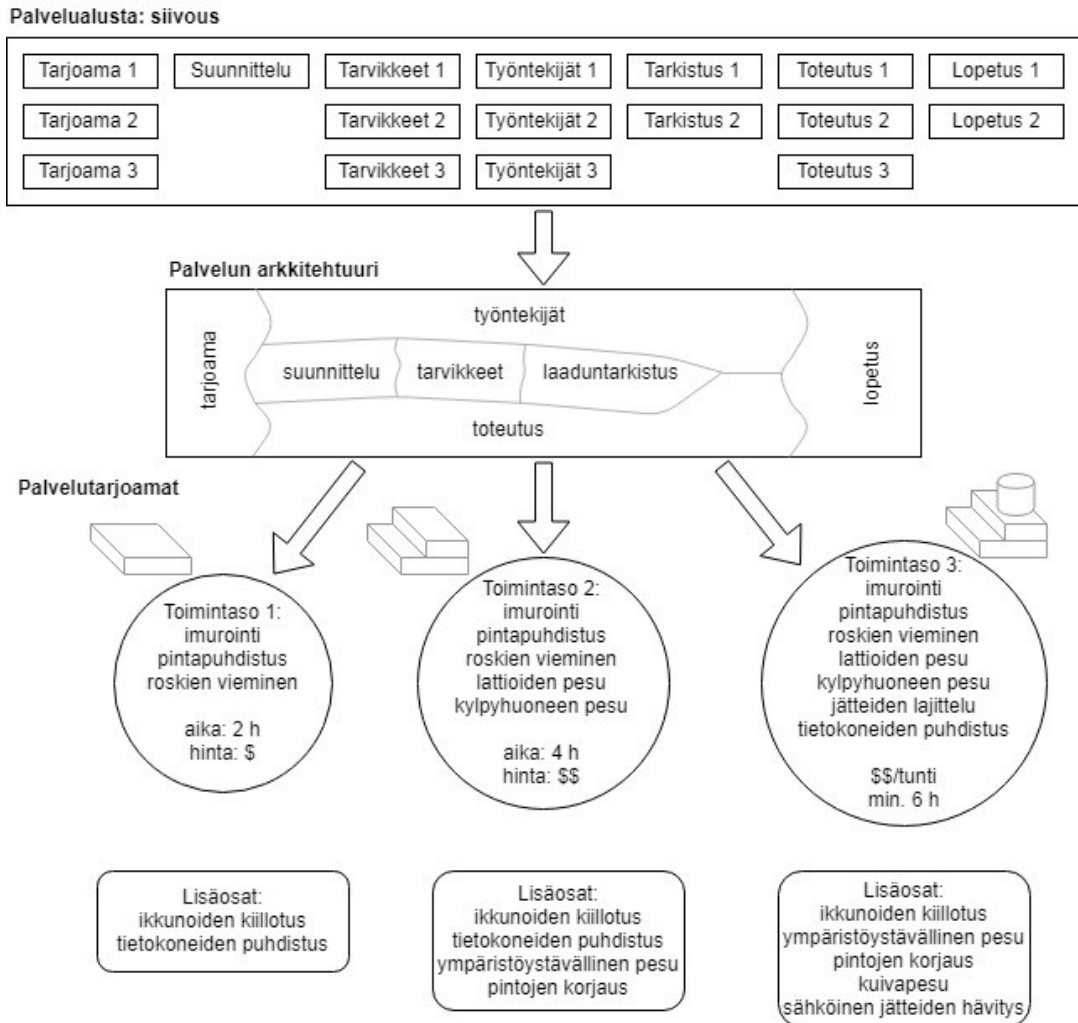 Palvelualusta: siivous
Tarjoama 1 Suunnittelu Tarvikkeet 1 Työntekijät 1 Tarkistus 1 Toteutus 1 Lopetus 1
Tarjoama 2 Tarvikkeet 2 Työntekijät 2 Tarkistus 2 Toteutus 2 Lopetus 2
Tarjoama 3 Tarvikkeet 3 Työntekijät 3 Toteutus 3
Palvelun arkkitehtuuri
tarjoama
työntekijät
suunnittelu tarvikkeet laaduntarkistus
toteutus
lopetus
Palvelutarjoamat
Toimintaso 1:
imurointi
pintapuhdistus
roskien vieminen
aika: 2 h
hinta: $
Toimintaso 2:
imurointi
pintapuhdistus
roskien vieminen
lattioiden pesu
kylpyhuoneen pesu
aika: 4 h
hinta: $$
Toimintaso 3:
imurointi
pintapuhdistus
roskien vieminen
lattioiden pesu
kylpyhuoneen pesu
jätteiden lajittelu
tietokoneiden puhdistus
$$/tunti
min. 6 h
Lisäosat:
ikkunoiden kiillotus
tietokoneiden puhdistus
Lisäosat:
ikkunoiden kiillotus
tietokoneiden puhdistus
ympäristöystävällinen pesu
pintojen korjaus
Lisäosat:
ikkunoiden kiillotus
ympäristöystävällinen pesu
pintojen korjaus
kuivapesu
sähköinen jätteiden hävitys